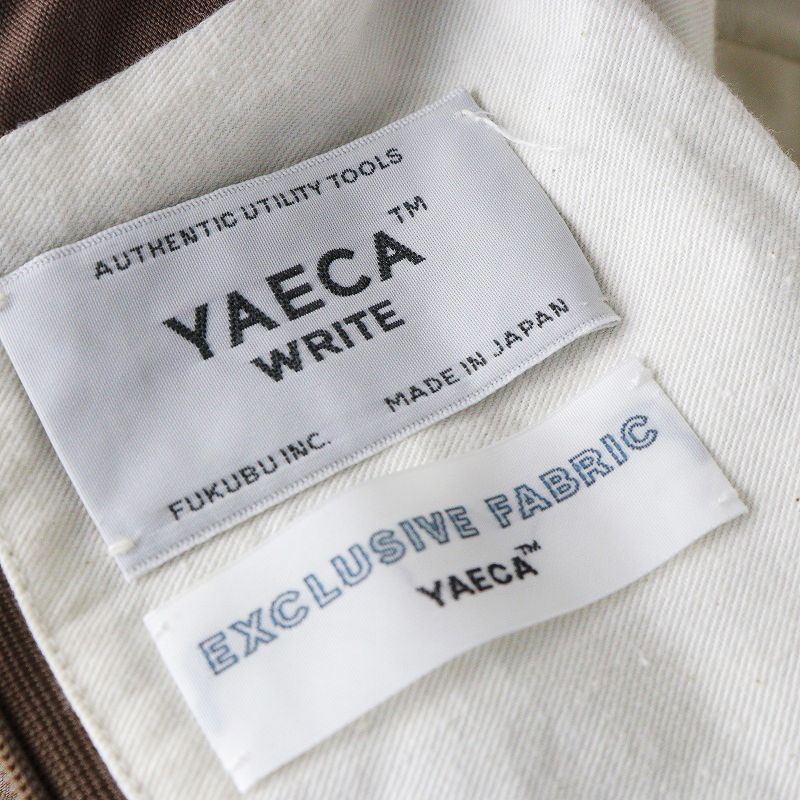 AUTHENTIC UTILITY TOOLS
YAECA™
WRITE
FUKUBU INC. MADE IN JAPAN
EXCLUSIVE FABRIC
YAECA™